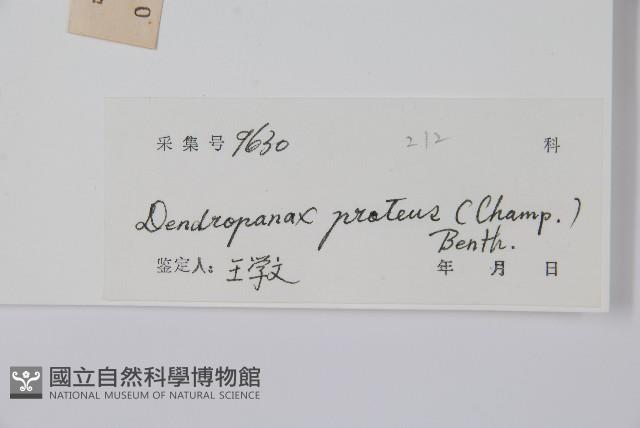 0
采集号 9630 212 科
Dendropanax proteus (Champ.)
Benth.
鉴定人: 王学文 年 月 日
國立自然科學博物館
NATIONAL MUSEUM OF NATURAL SCIENCE